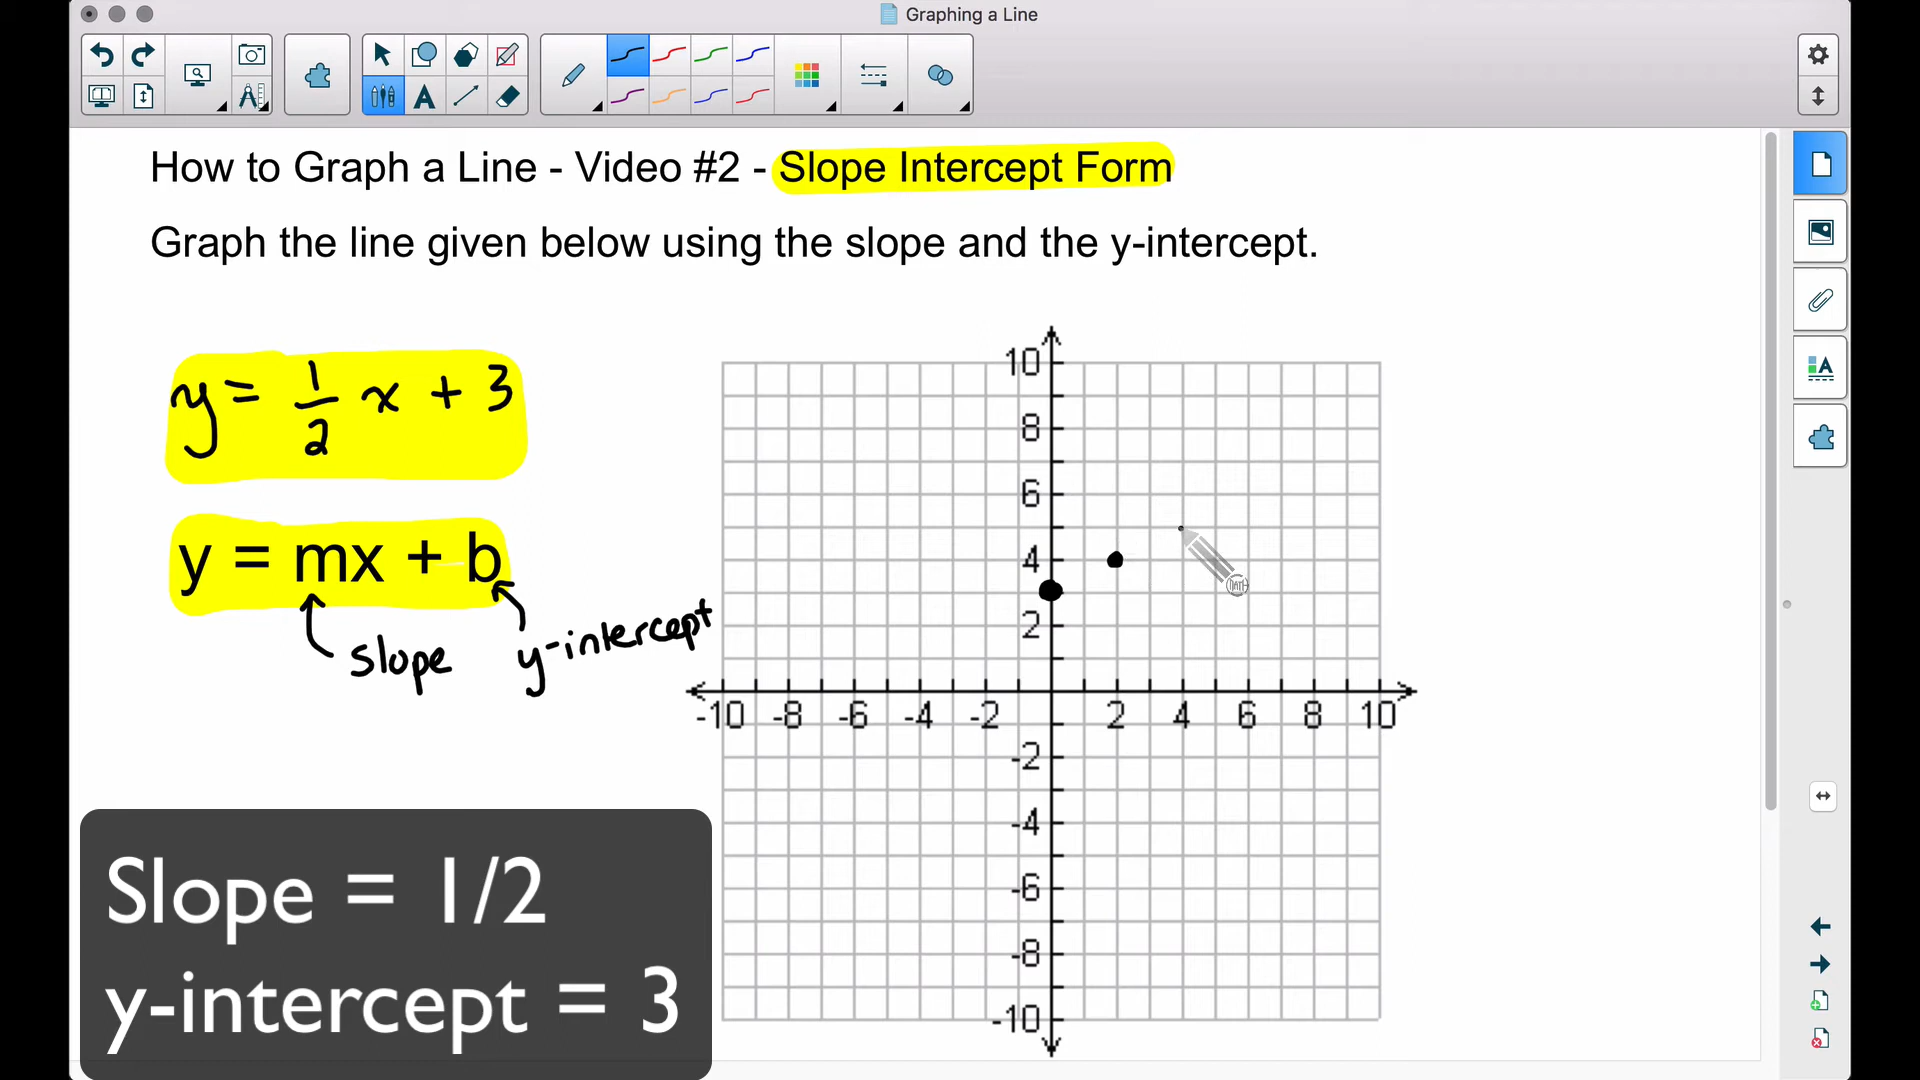 Graphing a Line
How to Graph a Line - Video #2 - Slope Intercept Form
Graph the line given below using the slope and the y-intercept.
y = 1/2 x + 3
y = mx + b
slope
y-intercept
10
8
6
4
2
-10 -8 -6 -4 -2 2 4 6 8 10
-2
-4
-6
-8
-10
MATH
Slope = 1/2
y-intercept = 3